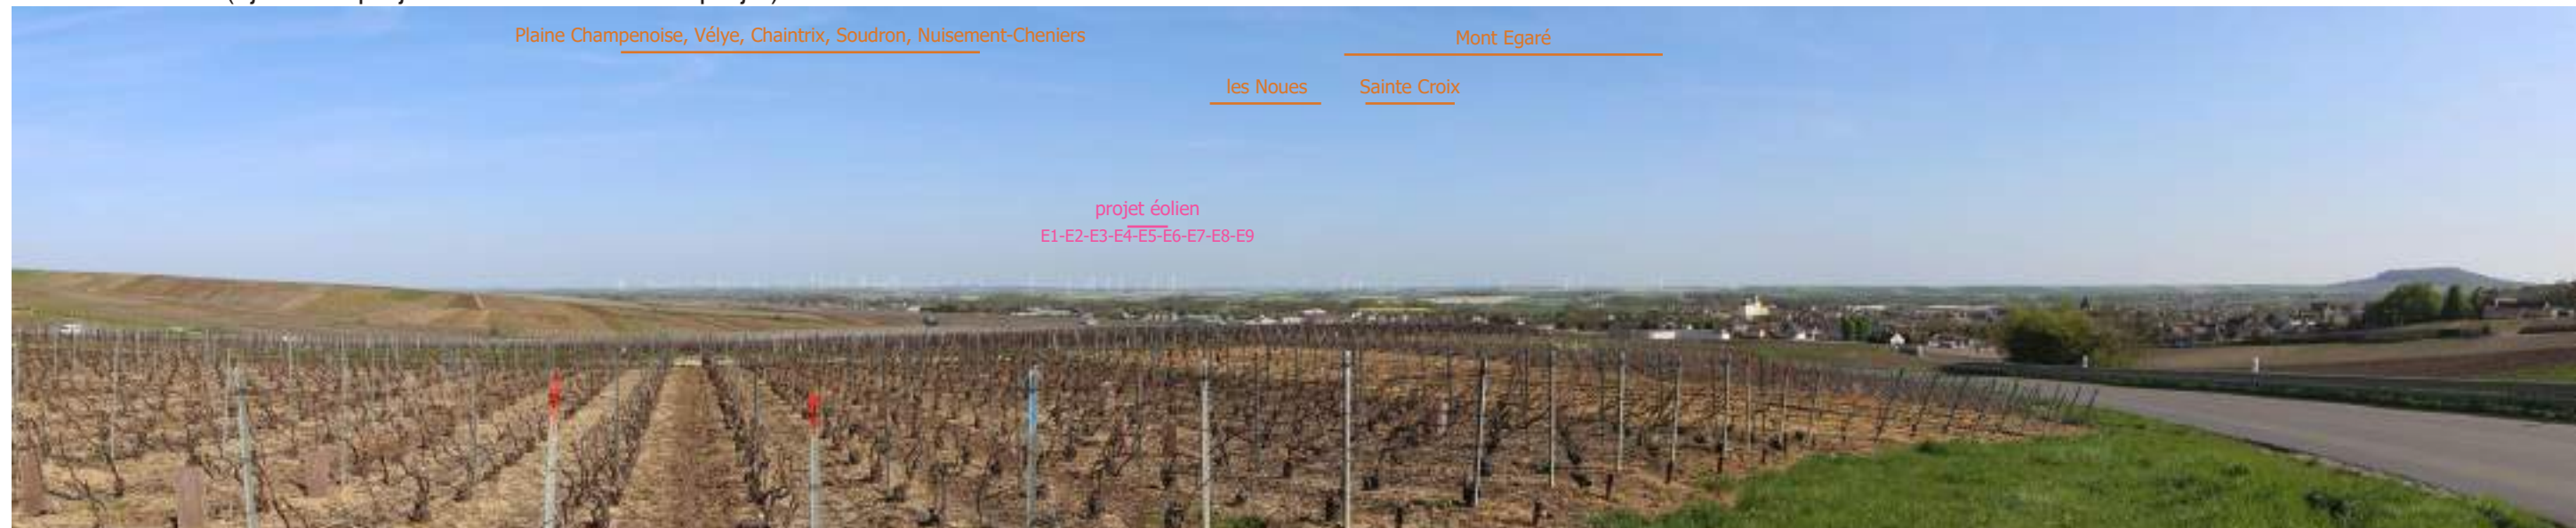 Plaine Champenoise, Vélye, Chaintrix, Soudron, Nuisement-Cheniers
Mont Egaré
les Noues
Sainte Croix
projet éolien
E1-E2-E3-E4-E5-E6-E7-E8-E9